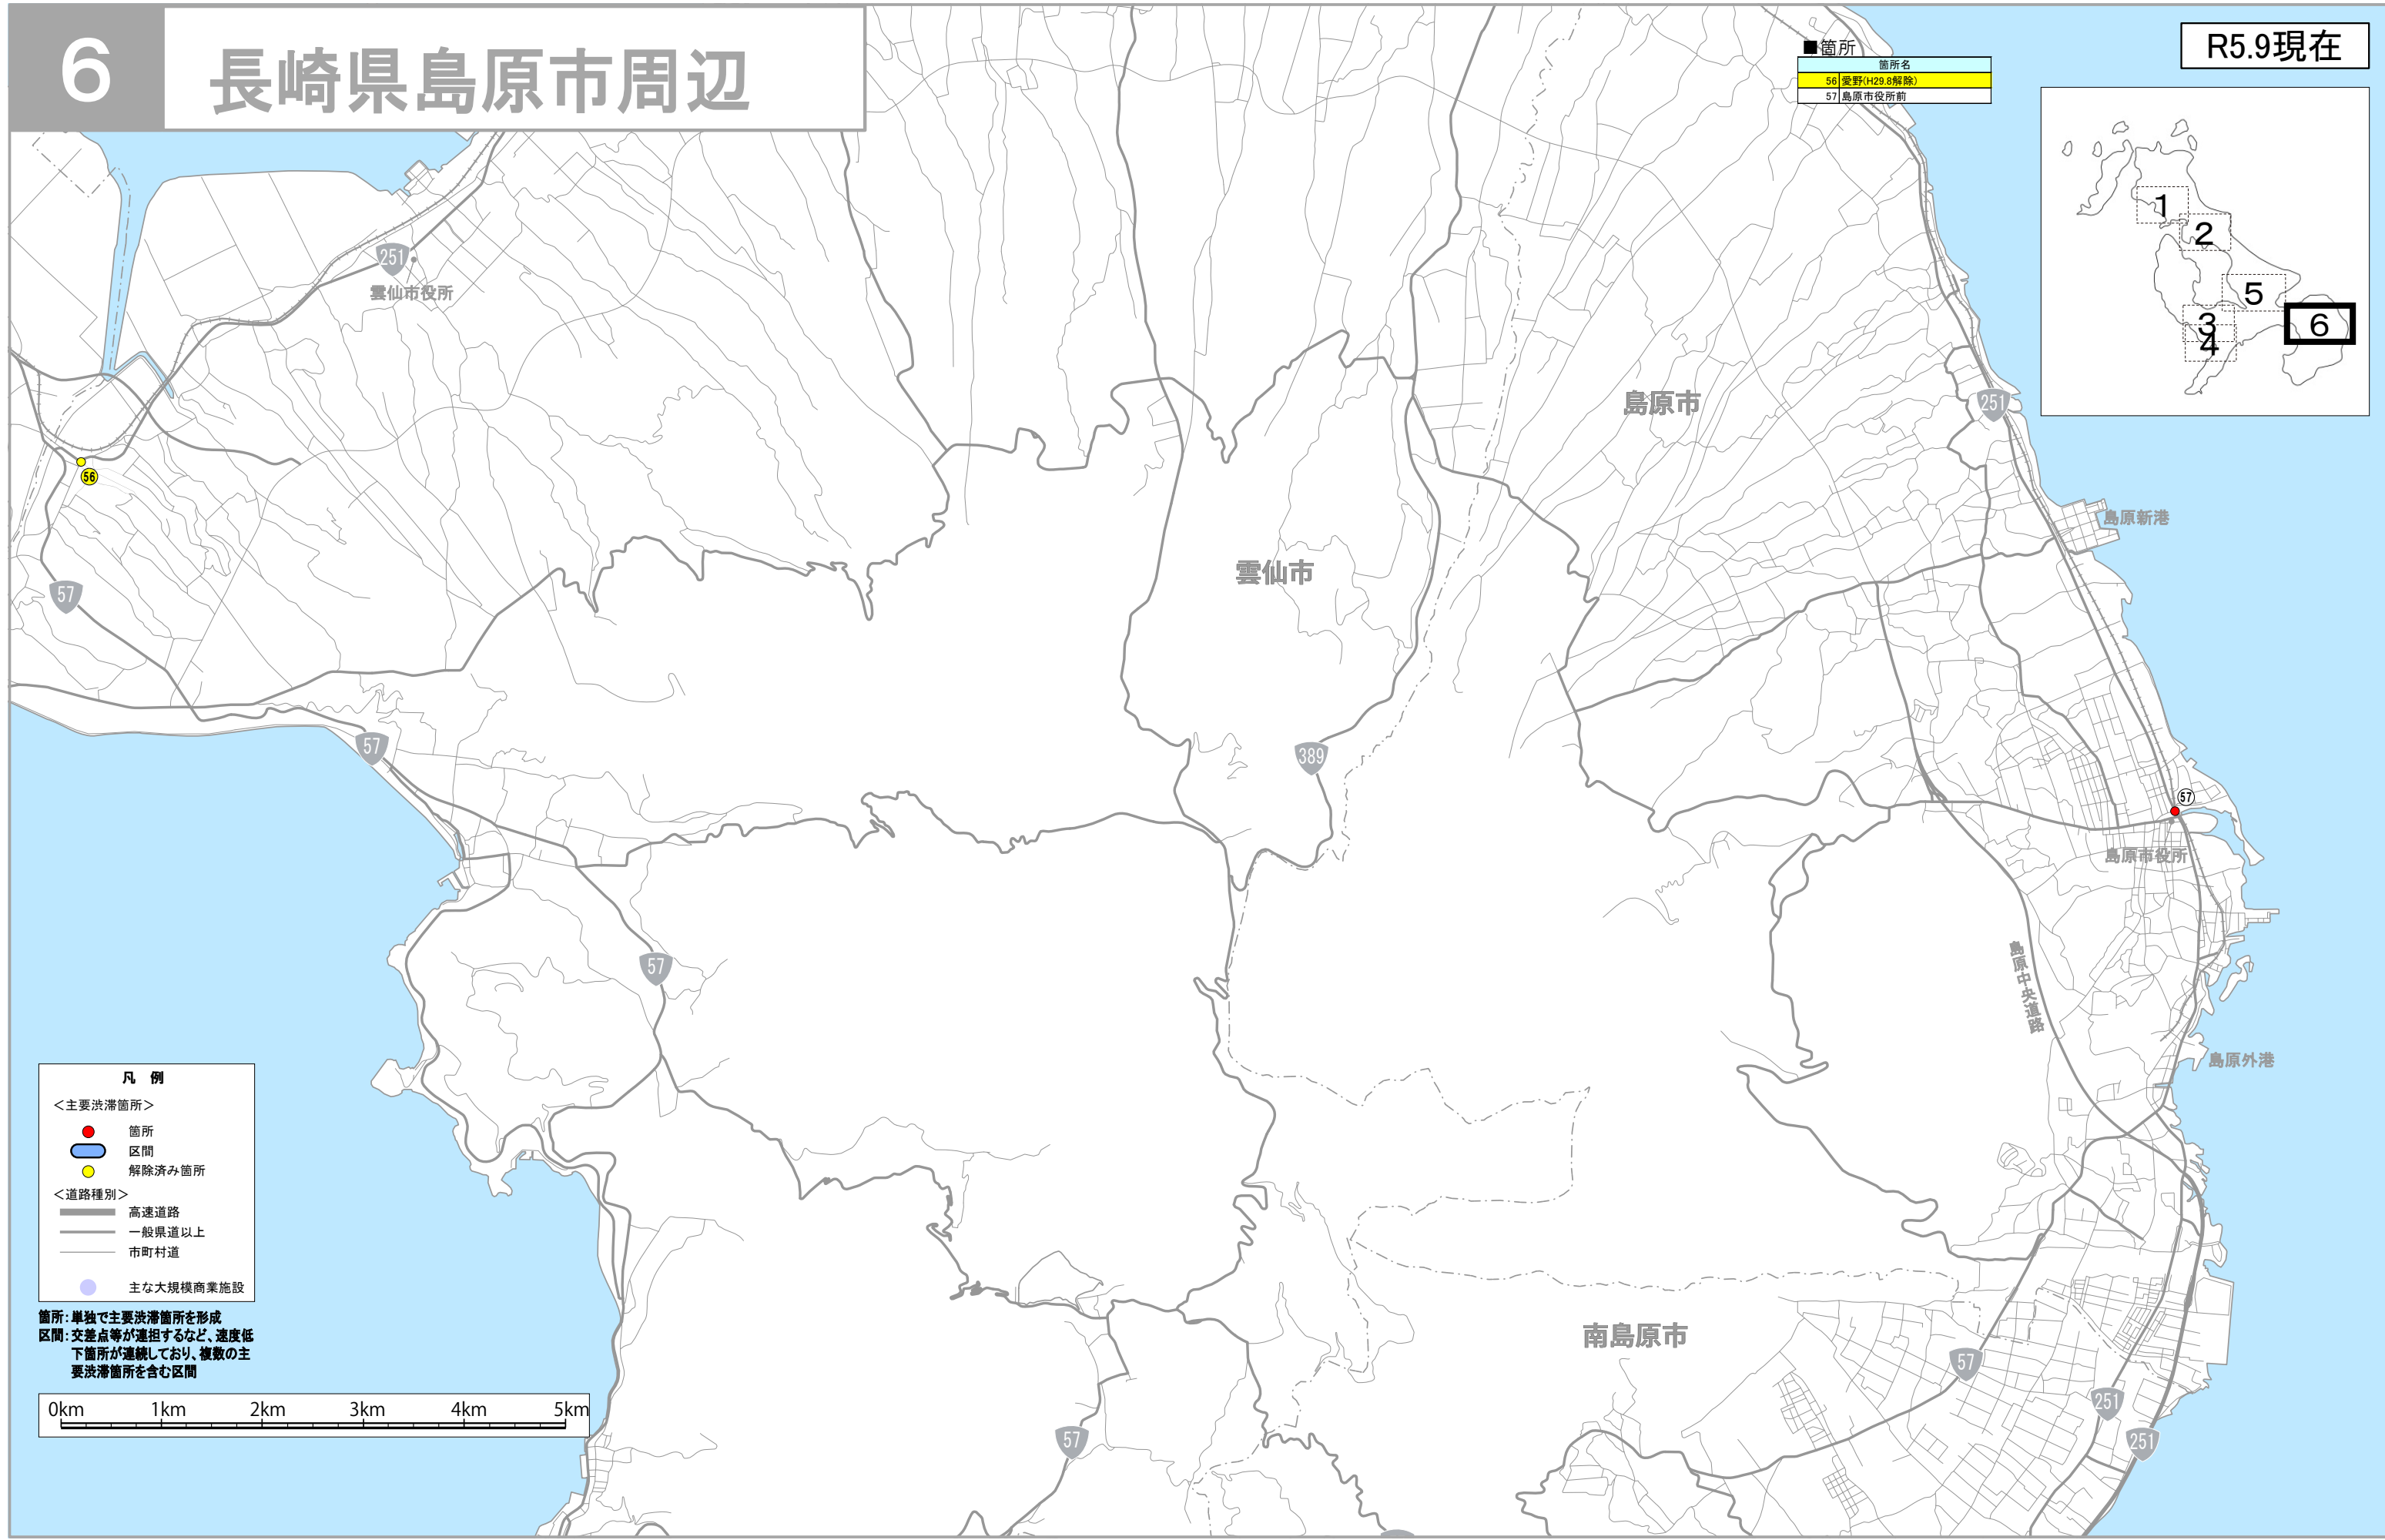 6
長崎県島原市周辺
R5.9現在
■箇所
箇所名
56 愛野(H29.8解除)
57 島原市役所前
1
2
5
3
6
4
251
雲仙市役所
島原市
251
56
島原新港
57
雲仙市
57
389
57
島原市役所
57
島原中央道路
島原外港
南島原市
57
251
251
57
凡 例
＜主要渋滞箇所＞
箇所
区間
解除済み箇所
＜道路種別＞
高速道路
一般県道以上
市町村道
主な大規模商業施設
箇所：単独で主要渋滞箇所を形成
区間：交差点等が連担するなど、速度低
下箇所が連続しており、複数の主
要渋滞箇所を含む区間
0km 1km 2km 3km 4km 5km